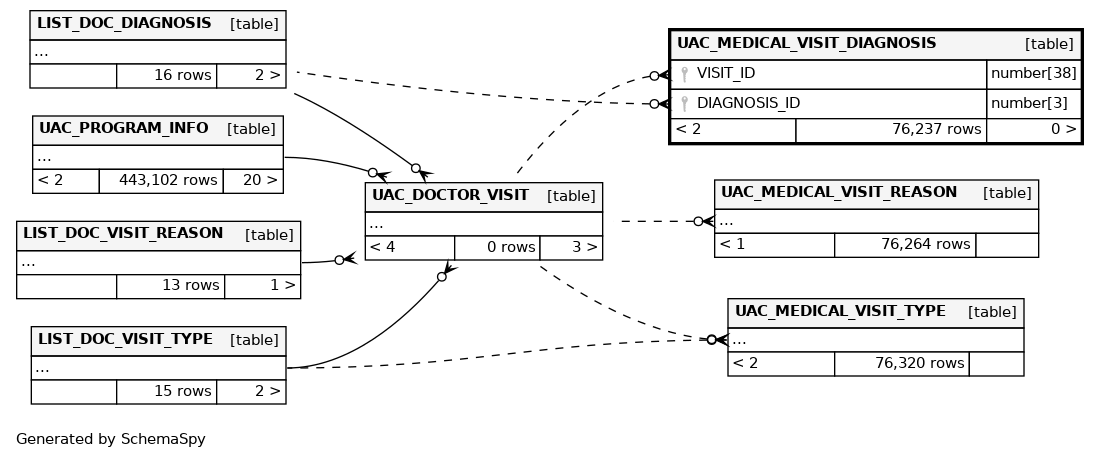 LIST_DOC_DIAGNOSIS [table]
...
16 rows 2 >
UAC_PROGRAM_INFO [table]
...
< 2 443,102 rows 20 >
LIST_DOC_VISIT_REASON [table]
...
13 rows 1 >
LIST_DOC_VISIT_TYPE [table]
...
15 rows 2 >
UAC_DOCTOR_VISIT [table]
...
< 4 0 rows 3 >
UAC_MEDICAL_VISIT_DIAGNOSIS [table]
VISIT_ID number[38]
DIAGNOSIS_ID number[3]
< 2 76,237 rows 0 >
UAC_MEDICAL_VISIT_REASON [table]
...
< 1 76,264 rows
UAC_MEDICAL_VISIT_TYPE [table]
...
< 2 76,320 rows
Generated by SchemaSpy